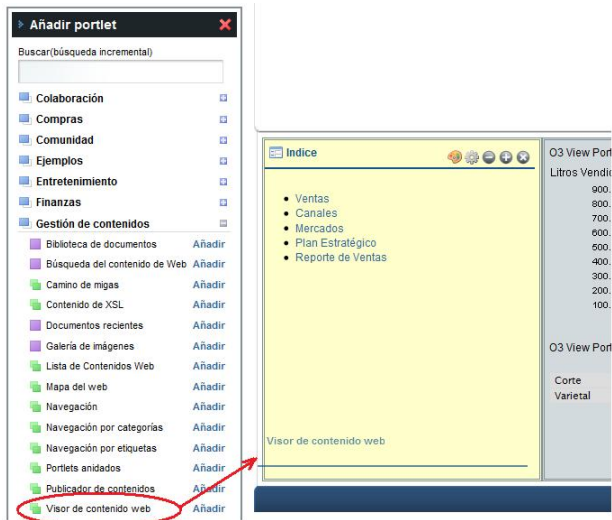 Añadir portlet
Buscar(búsqueda incremental)
Colaboración
Compras
Comunidad
Ejemplos
Entretenimiento
Finanzas
Gestión de contenidos
Biblioteca de documentos Añadir
Búsqueda del contenido de Web Añadir
Camino de migas Añadir
Contenido de XSL Añadir
Documentos recientes Añadir
Galería de imágenes Añadir
Lista de Contenidos Web Añadir
Mapa del web Añadir
Navegación Añadir
Navegación por categorías Añadir
Navegación por etiquetas Añadir
Portlets anidados Añadir
Publicador de contenidos Añadir
Visor de contenido web Añadir
Indice
Ventas
Canales
Mercados
Plan Estratégico
Reporte de Ventas
Visor de contenido web
O3 View Port
Litros Vendi
900.
800.
700.
600.
500.
400.
300.
200.
100.
O3 View Port
Corte
Varietal